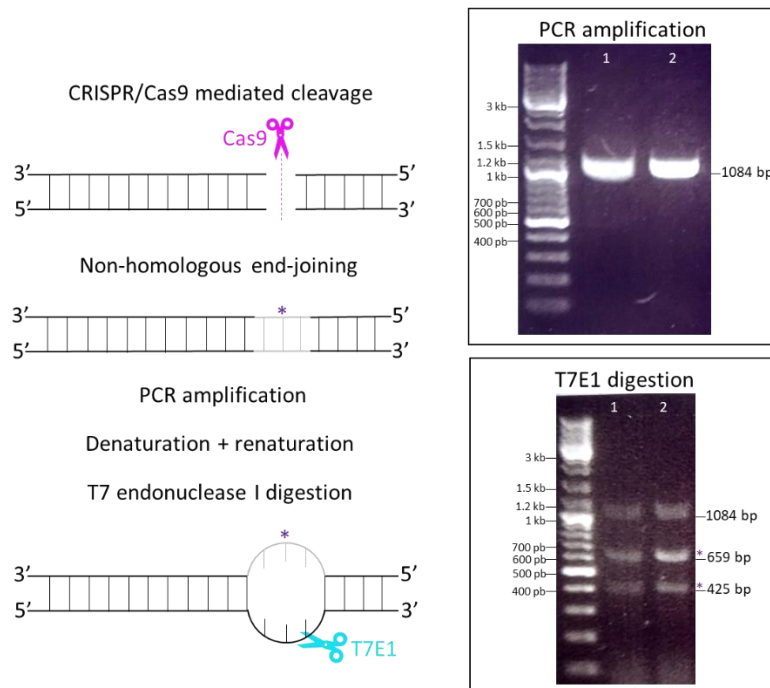 CRISPR/Cas9 mediated cleavage
Cas9
3’ 5’
5’ 3’
Non-homologous end-joining
*
3’ 5’
5’ 3’
PCR amplification
Denaturation + renaturation
T7 endonuclease I digestion
*
3’ 5’
5’ 3’
T7E1
PCR amplification
1 2
3 kb
1.5 kb
1.2 kb
1 kb
1084 bp
700 pb
600 pb
500 pb
400 pb
T7E1 digestion
1 2
3 kb
1.5 kb
1.2 kb
1084 bp
1 kb
700 pb
* 659 bp
600 pb
500 pb
* 425 bp
400 pb